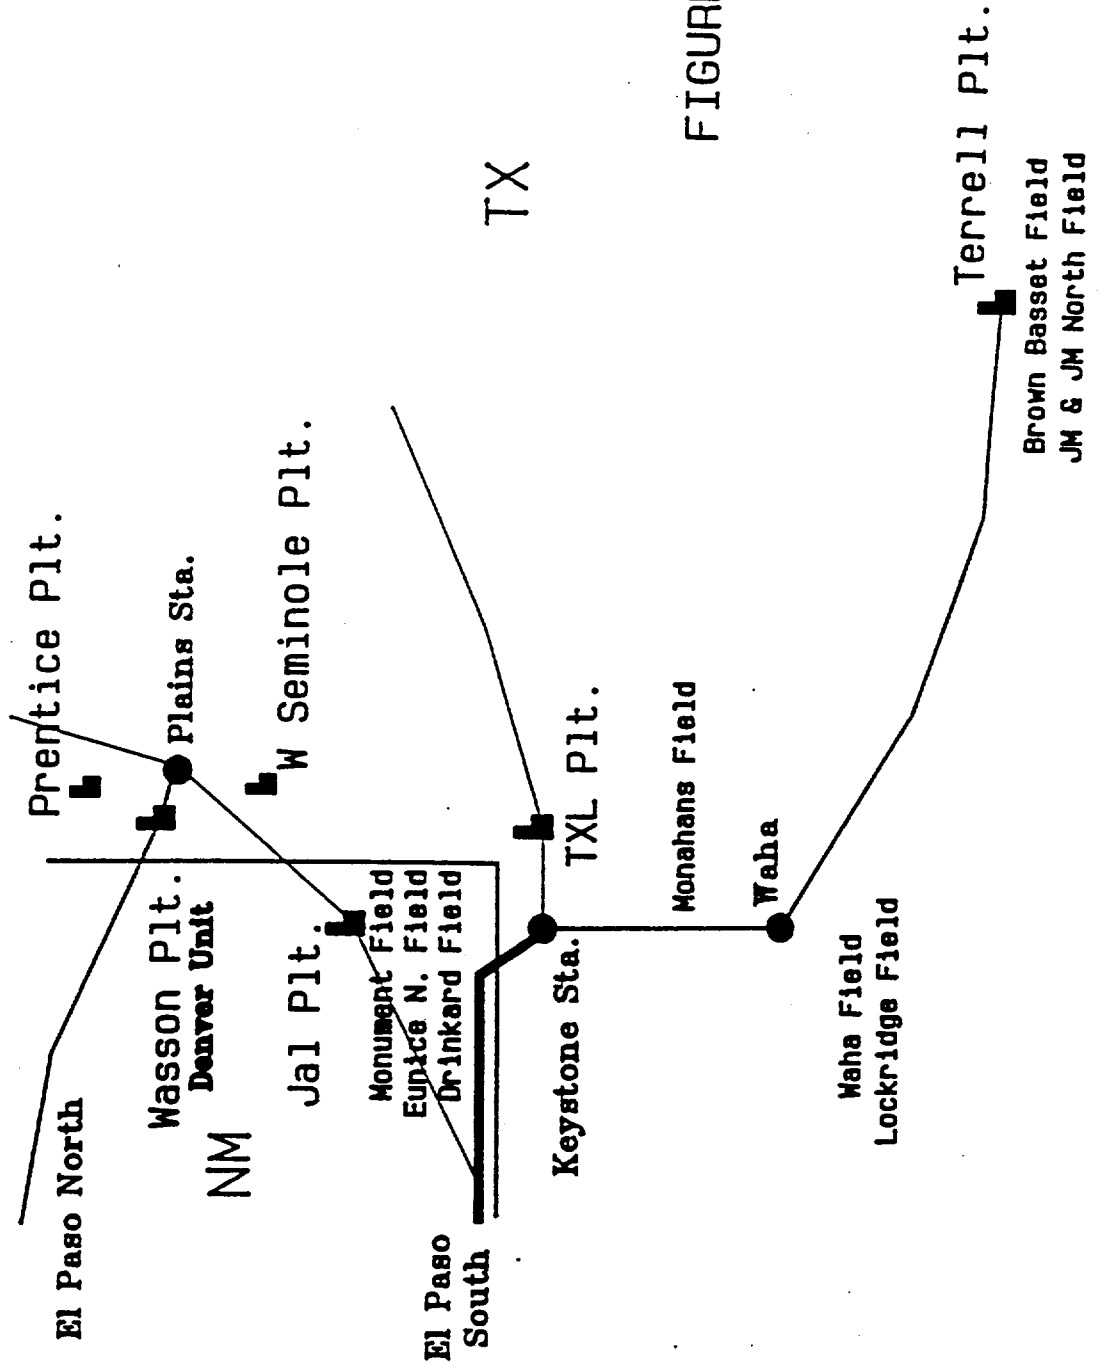 Prentice Plt.
Plains Sta.
W Seminole Plt.
El Paso North
Wasson Plt.
Denver Unit
NM
Jal Plt.
Monument Field
Eunice N. Field
Drinkard Field
El Paso
South
Keystone Sta.
TXL Plt.
TX
Monahans Field
Waha
Waha Field
Lockridge Field
Terrell Plt.
Brown Basset Field
JM & JM North Field
FIGUR